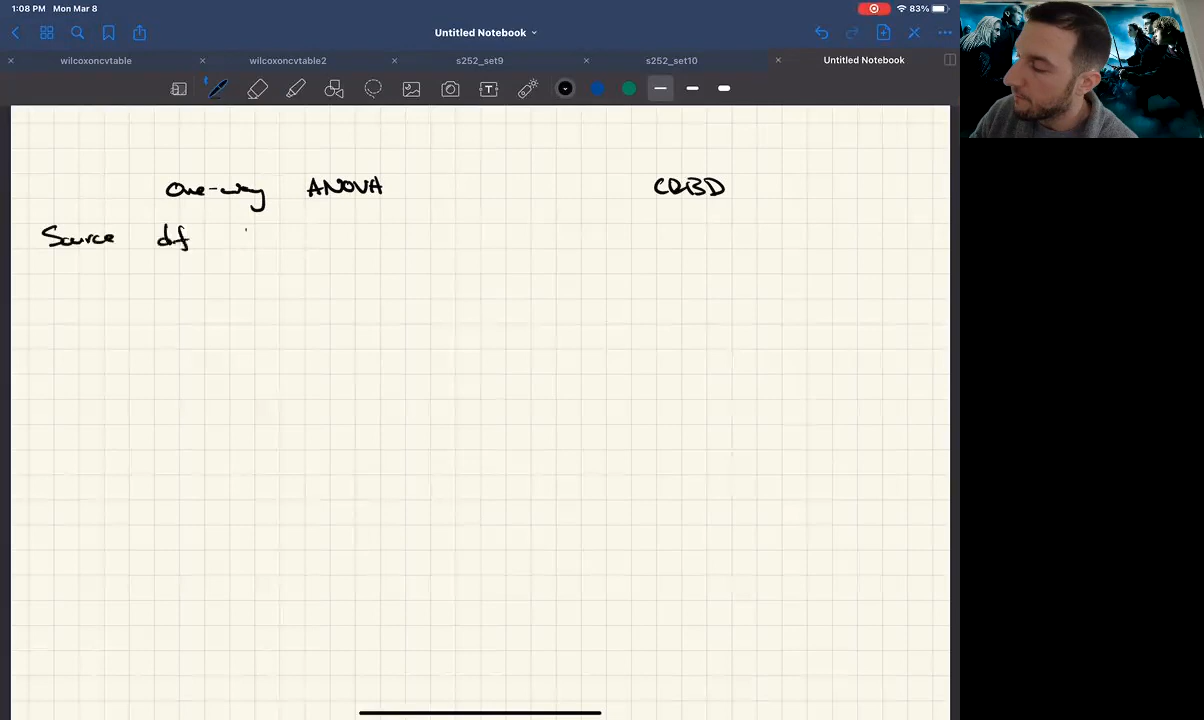 1:08 PM Mon Mar 8
83%
Untitled Notebook
wilcoxoncvtable
wilcoxoncvtable2
s252_set9
s252_set10
Untitled Notebook
One-way ANOVA
CRBD
Source df